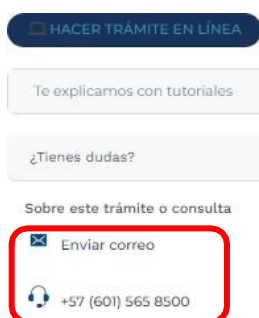 HACER TRÁMITE EN LÍNEA
Te explicamos con tutoriales
¿Tienes dudas?
Sobre este trámite o consulta
Enviar correo
+57 (601) 565 8500